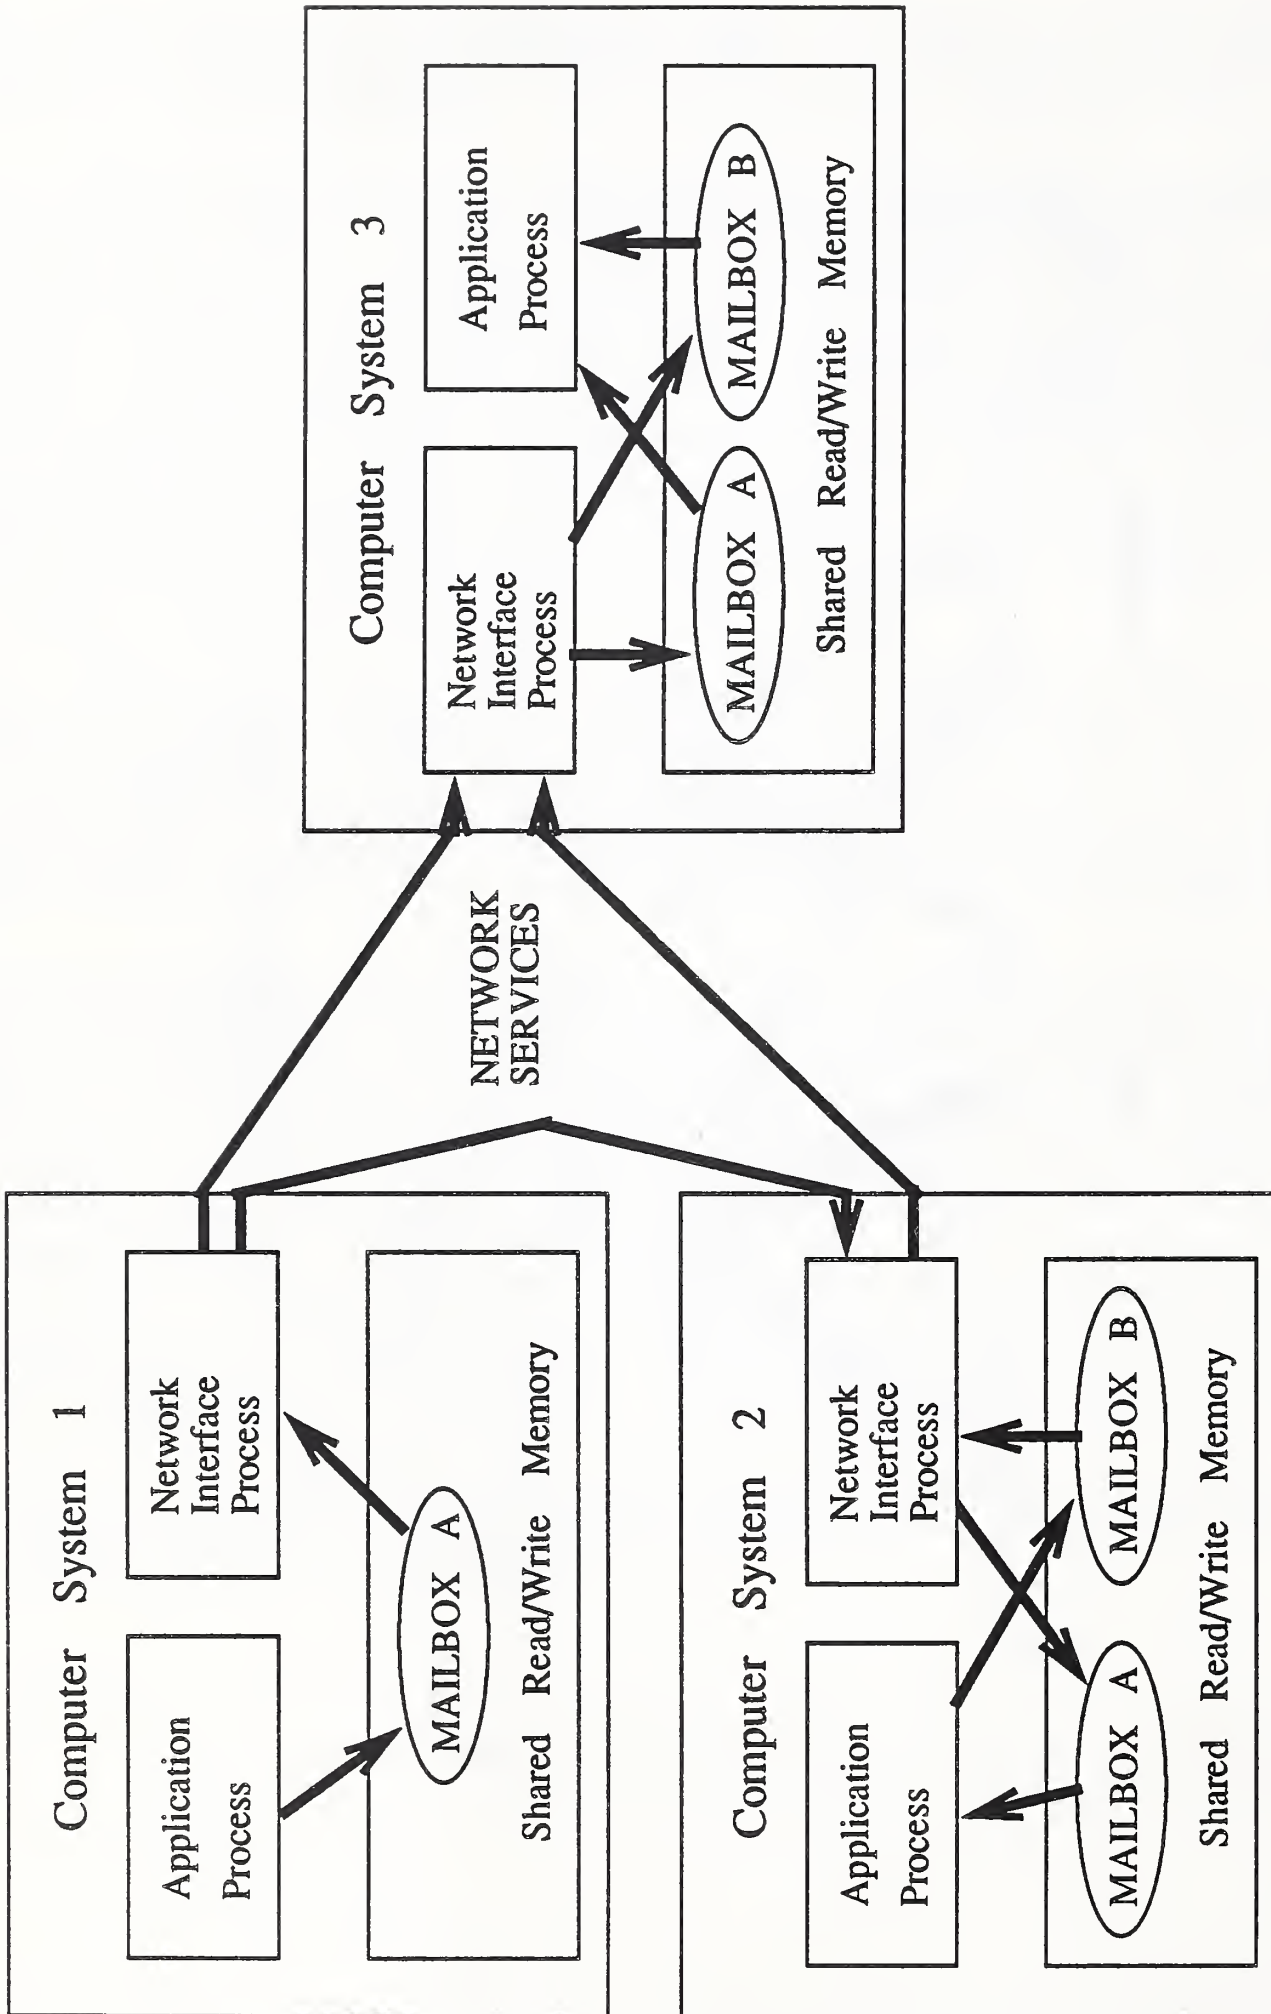 Computer System 1
Application
Process
Network
Interface
Process
MAILBOX A
Shared Read/Write Memory
Computer System 2
Application
Process
Network
Interface
Process
MAILBOX A
MAILBOX B
Shared Read/Write Memory
NETWORK
SERVICES
Computer System 3
Network
Interface
Process
Application
Process
MAILBOX A
MAILBOX B
Shared Read/Write Memory